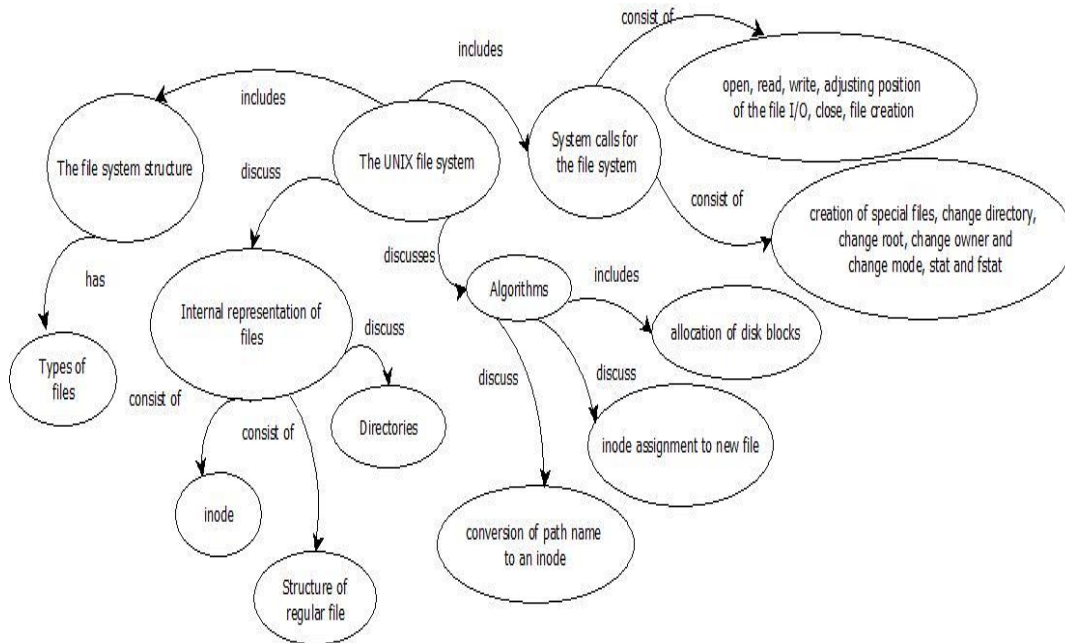 consist of
includes
open, read, write, adjusting position
of the file I/O, close, file creation
includes
System calls for
the file system
The file system structure
The UNIX file system
discuss
consist of
creation of special files, change directory,
change root, change owner and
change mode, stat and fstat
discusses
has
Algorithms
includes
Internal representation of
files
discuss
allocation of disk blocks
Types of
files
discuss
discuss
consist of
consist of
Directories
inode assignment to new file
inode
conversion of path name
to an inode
Structure of
regular file